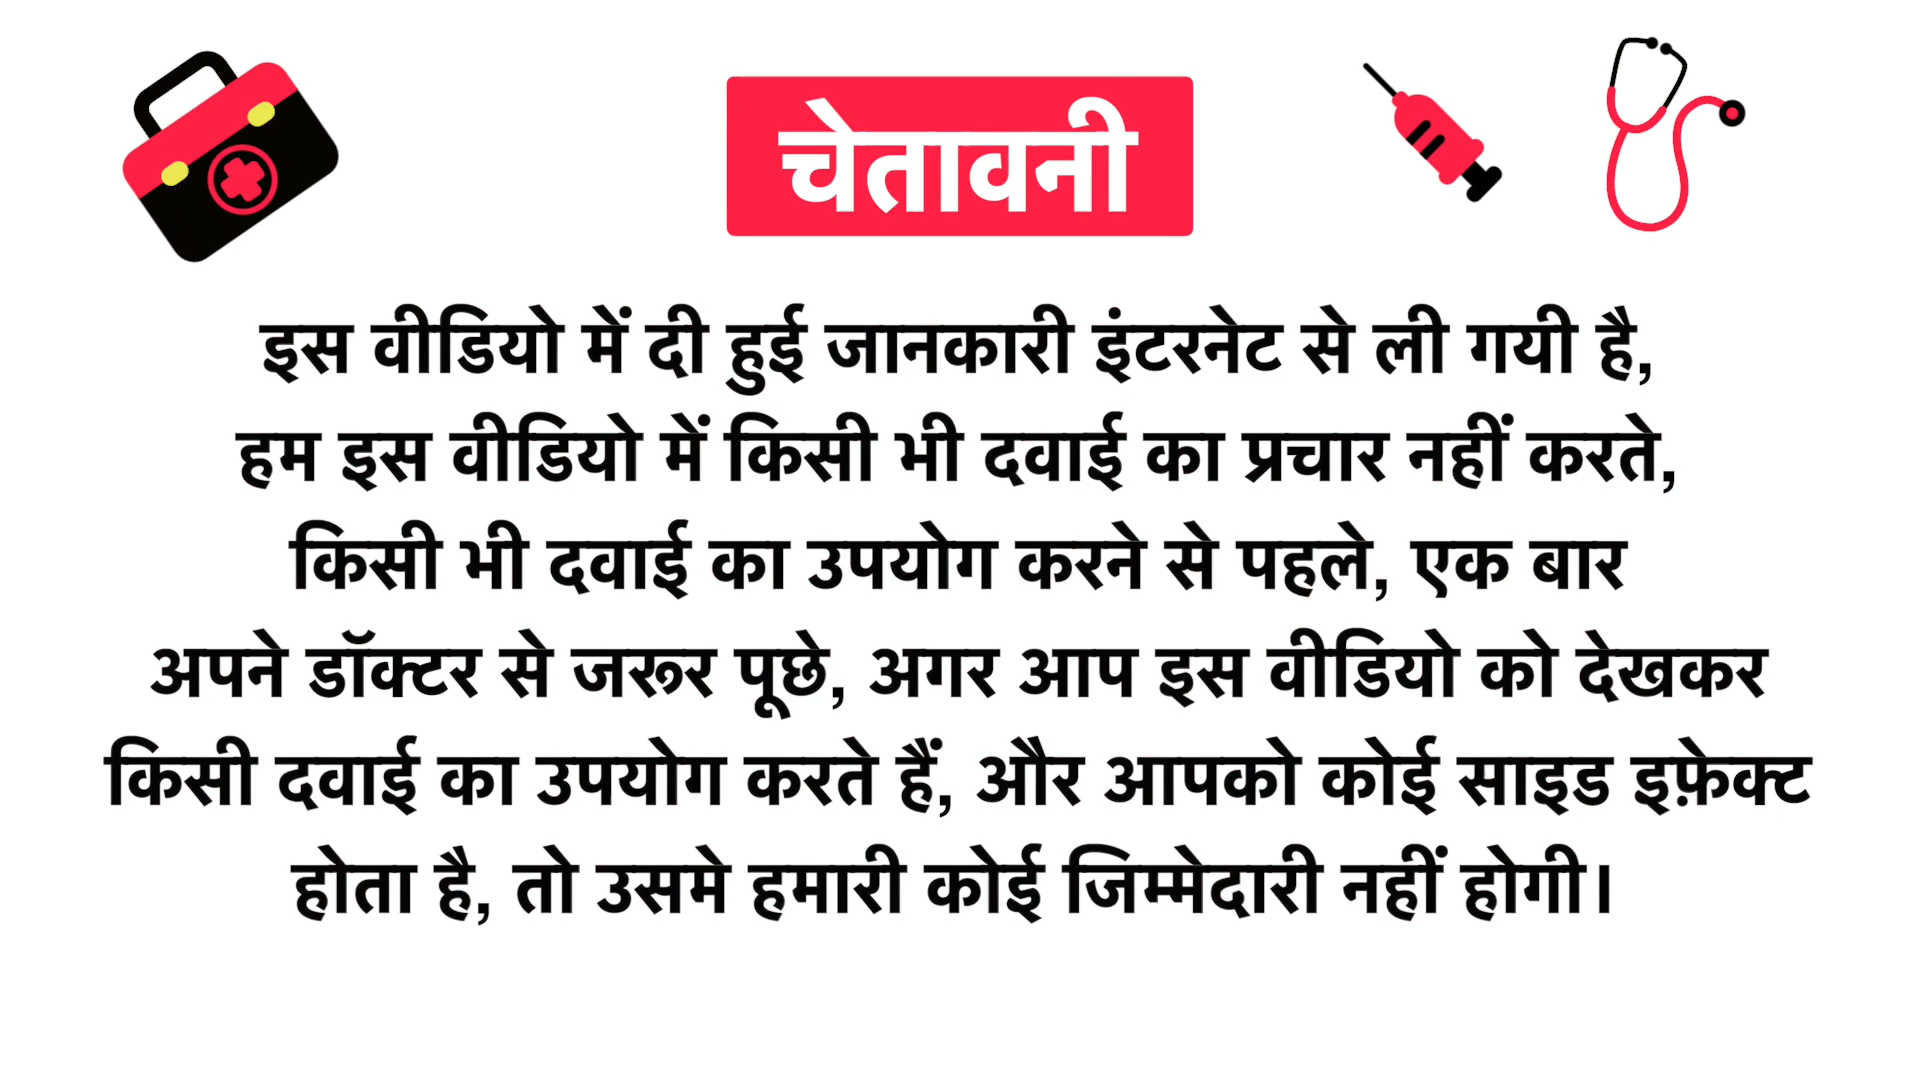 चेतावनी
इस वीडियो में दी हुई जानकारी इंटरनेट से ली गयी है,
हम इस वीडियो में किसी भी दवाई का प्रचार नहीं करते,
किसी भी दवाई का उपयोग करने से पहले, एक बार
अपने डॉक्टर से जरूर पूछे, अगर आप इस वीडियो को देखकर
किसी दवाई का उपयोग करते हैं, और आपको कोई साइड इफ़ेक्ट
होता है, तो उसमे हमारी कोई जिम्मेदारी नहीं होगी।